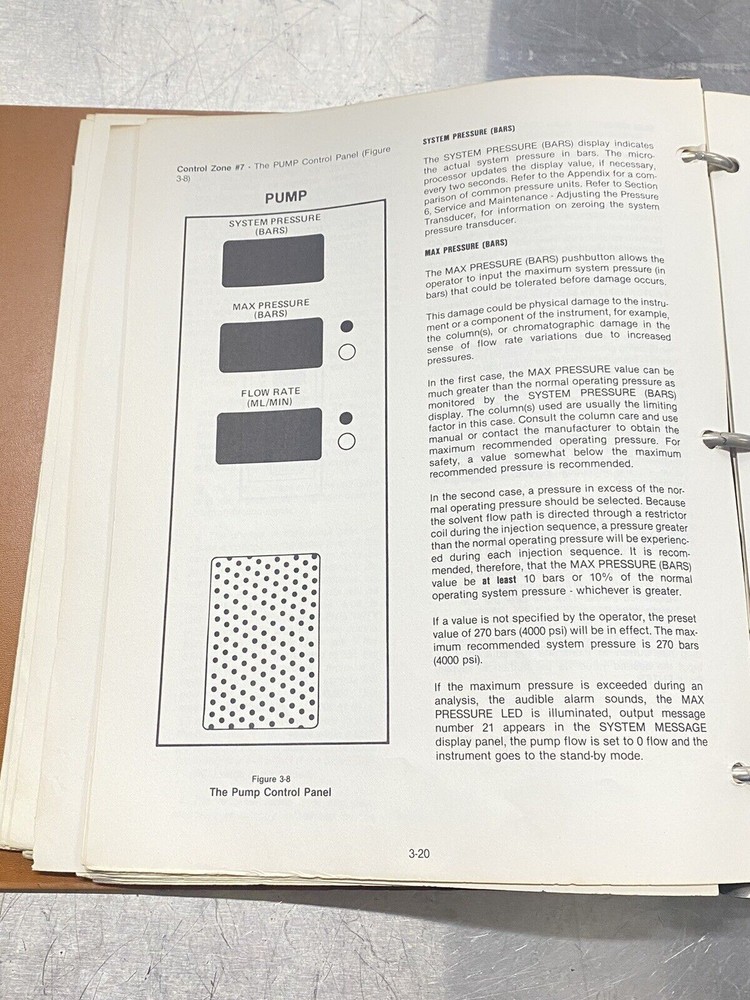 Control Zone #7 - The PUMP Control Panel (Figure
3-8)
PUMP
SYSTEM PRESSURE
(BARS)
MAX PRESSURE
(BARS)
FLOW RATE
(ML/MIN)
Figure 3-8
The Pump Control Panel
SYSTEM PRESSURE (BARS)
The SYSTEM PRESSURE (BARS) display indicates
the actual system pressure in bars. The micro-
processor updates the display value, if necessary,
every two seconds. Refer to the Appendix for a com-
parison of common pressure units. Refer to Section
6, Service and Maintenance - Adjusting the Pressure
Transducer, for information on zeroing the system
pressure transducer.
MAX PRESSURE (BARS)
The MAX PRESSURE (BARS) pushbutton allows the
operator to input the maximum system pressure (in
bars) that could be tolerated before damage occurs.
This damage could be physical damage to the instru-
ment or a component of the instrument, for example,
the column(s), or chromatographic damage in the
sense of flow rate variations due to increased
pressures.
In the first case, the MAX PRESSURE value can be
much greater than the normal operating pressure as
monitored by the SYSTEM PRESSURE (BARS)
display. The column(s) used are usually the limiting
factor in this case. Consult the column care and use
manual or contact the manufacturer to obtain the
maximum recommended operating pressure. For
safety, a value somewhat below the maximum
recommended pressure is recommended.
In the second case, a pressure in excess of the nor-
mal operating pressure should be selected. Because
the solvent flow path is directed through a restrictor
coil during the injection sequence, a pressure greater
than the normal operating pressure will be experienc-
ed during each injection sequence. It is recom-
mended, therefore, that the MAX PRESSURE (BARS)
value be at least 10 bars or 10% of the normal
operating system pressure - whichever is greater.
If a value is not specified by the operator, the preset
value of 270 bars (4000 psi) will be in effect. The max-
imum recommended system pressure is 270 bars
(4000 psi).
If the maximum pressure is exceeded during an
analysis, the audible alarm sounds, the MAX
PRESSURE LED is illuminated, output message
number 21 appears in the SYSTEM MESSAGE
display panel, the pump flow is set to 0 flow and the
instrument goes to the stand-by mode.
3-20